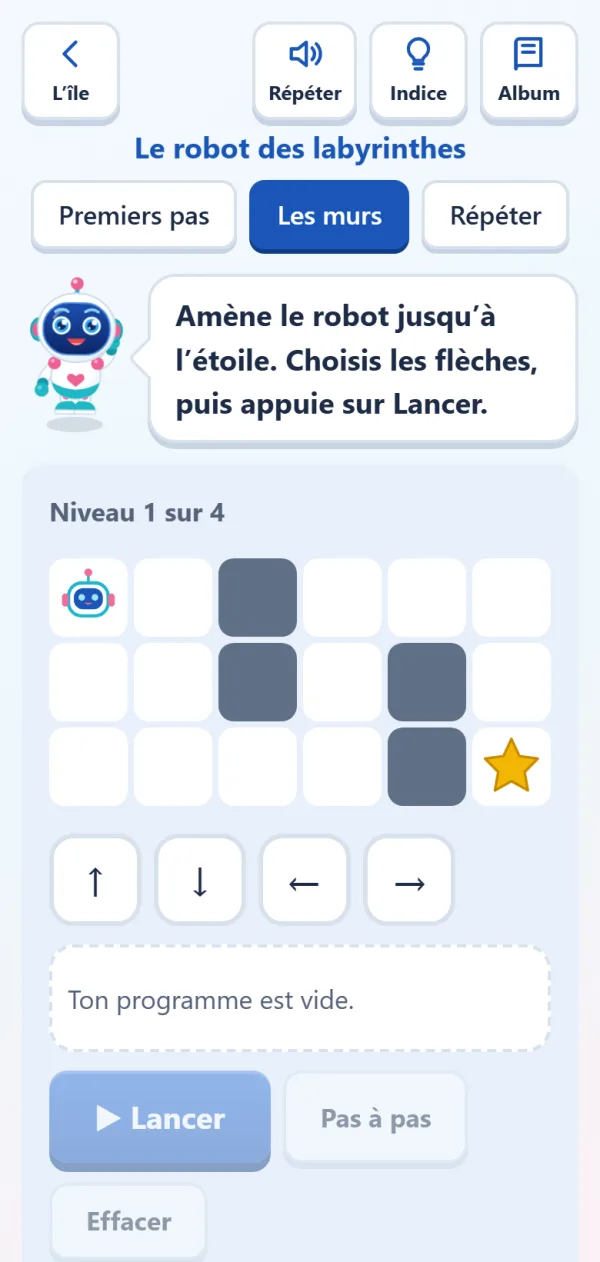 L’île
Répéter
Indice
Album
Le robot des labyrinthes
Premiers pas
Les murs
Répéter
Amène le robot jusqu’à
l’étoile. Choisis les flèches,
puis appuie sur Lancer.
Niveau 1 sur 4
↑ ↓ ← →
Ton programme est vide.
▶ Lancer
Pas à pas
Effacer